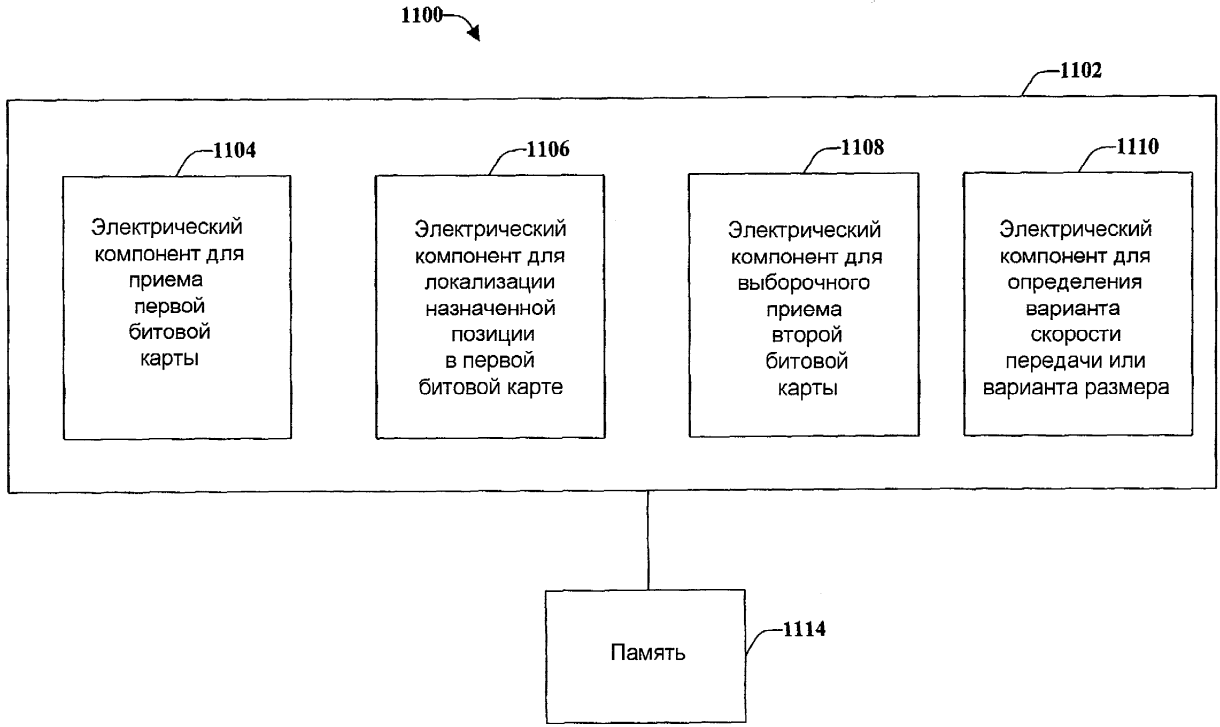 1100
1102
1104
1106
1108
1110
Электрический
компонент для
приема
первой
битовой
карты
Электрический
компонент для
локализации
назначенной
позиции
в первой
битовой карте
Электрический
компонент для
выборочного
приема
второй
битовой
карты
Электрический
компонент для
определения
варианта
скорости
передачи или
варианта размера
Память
1114